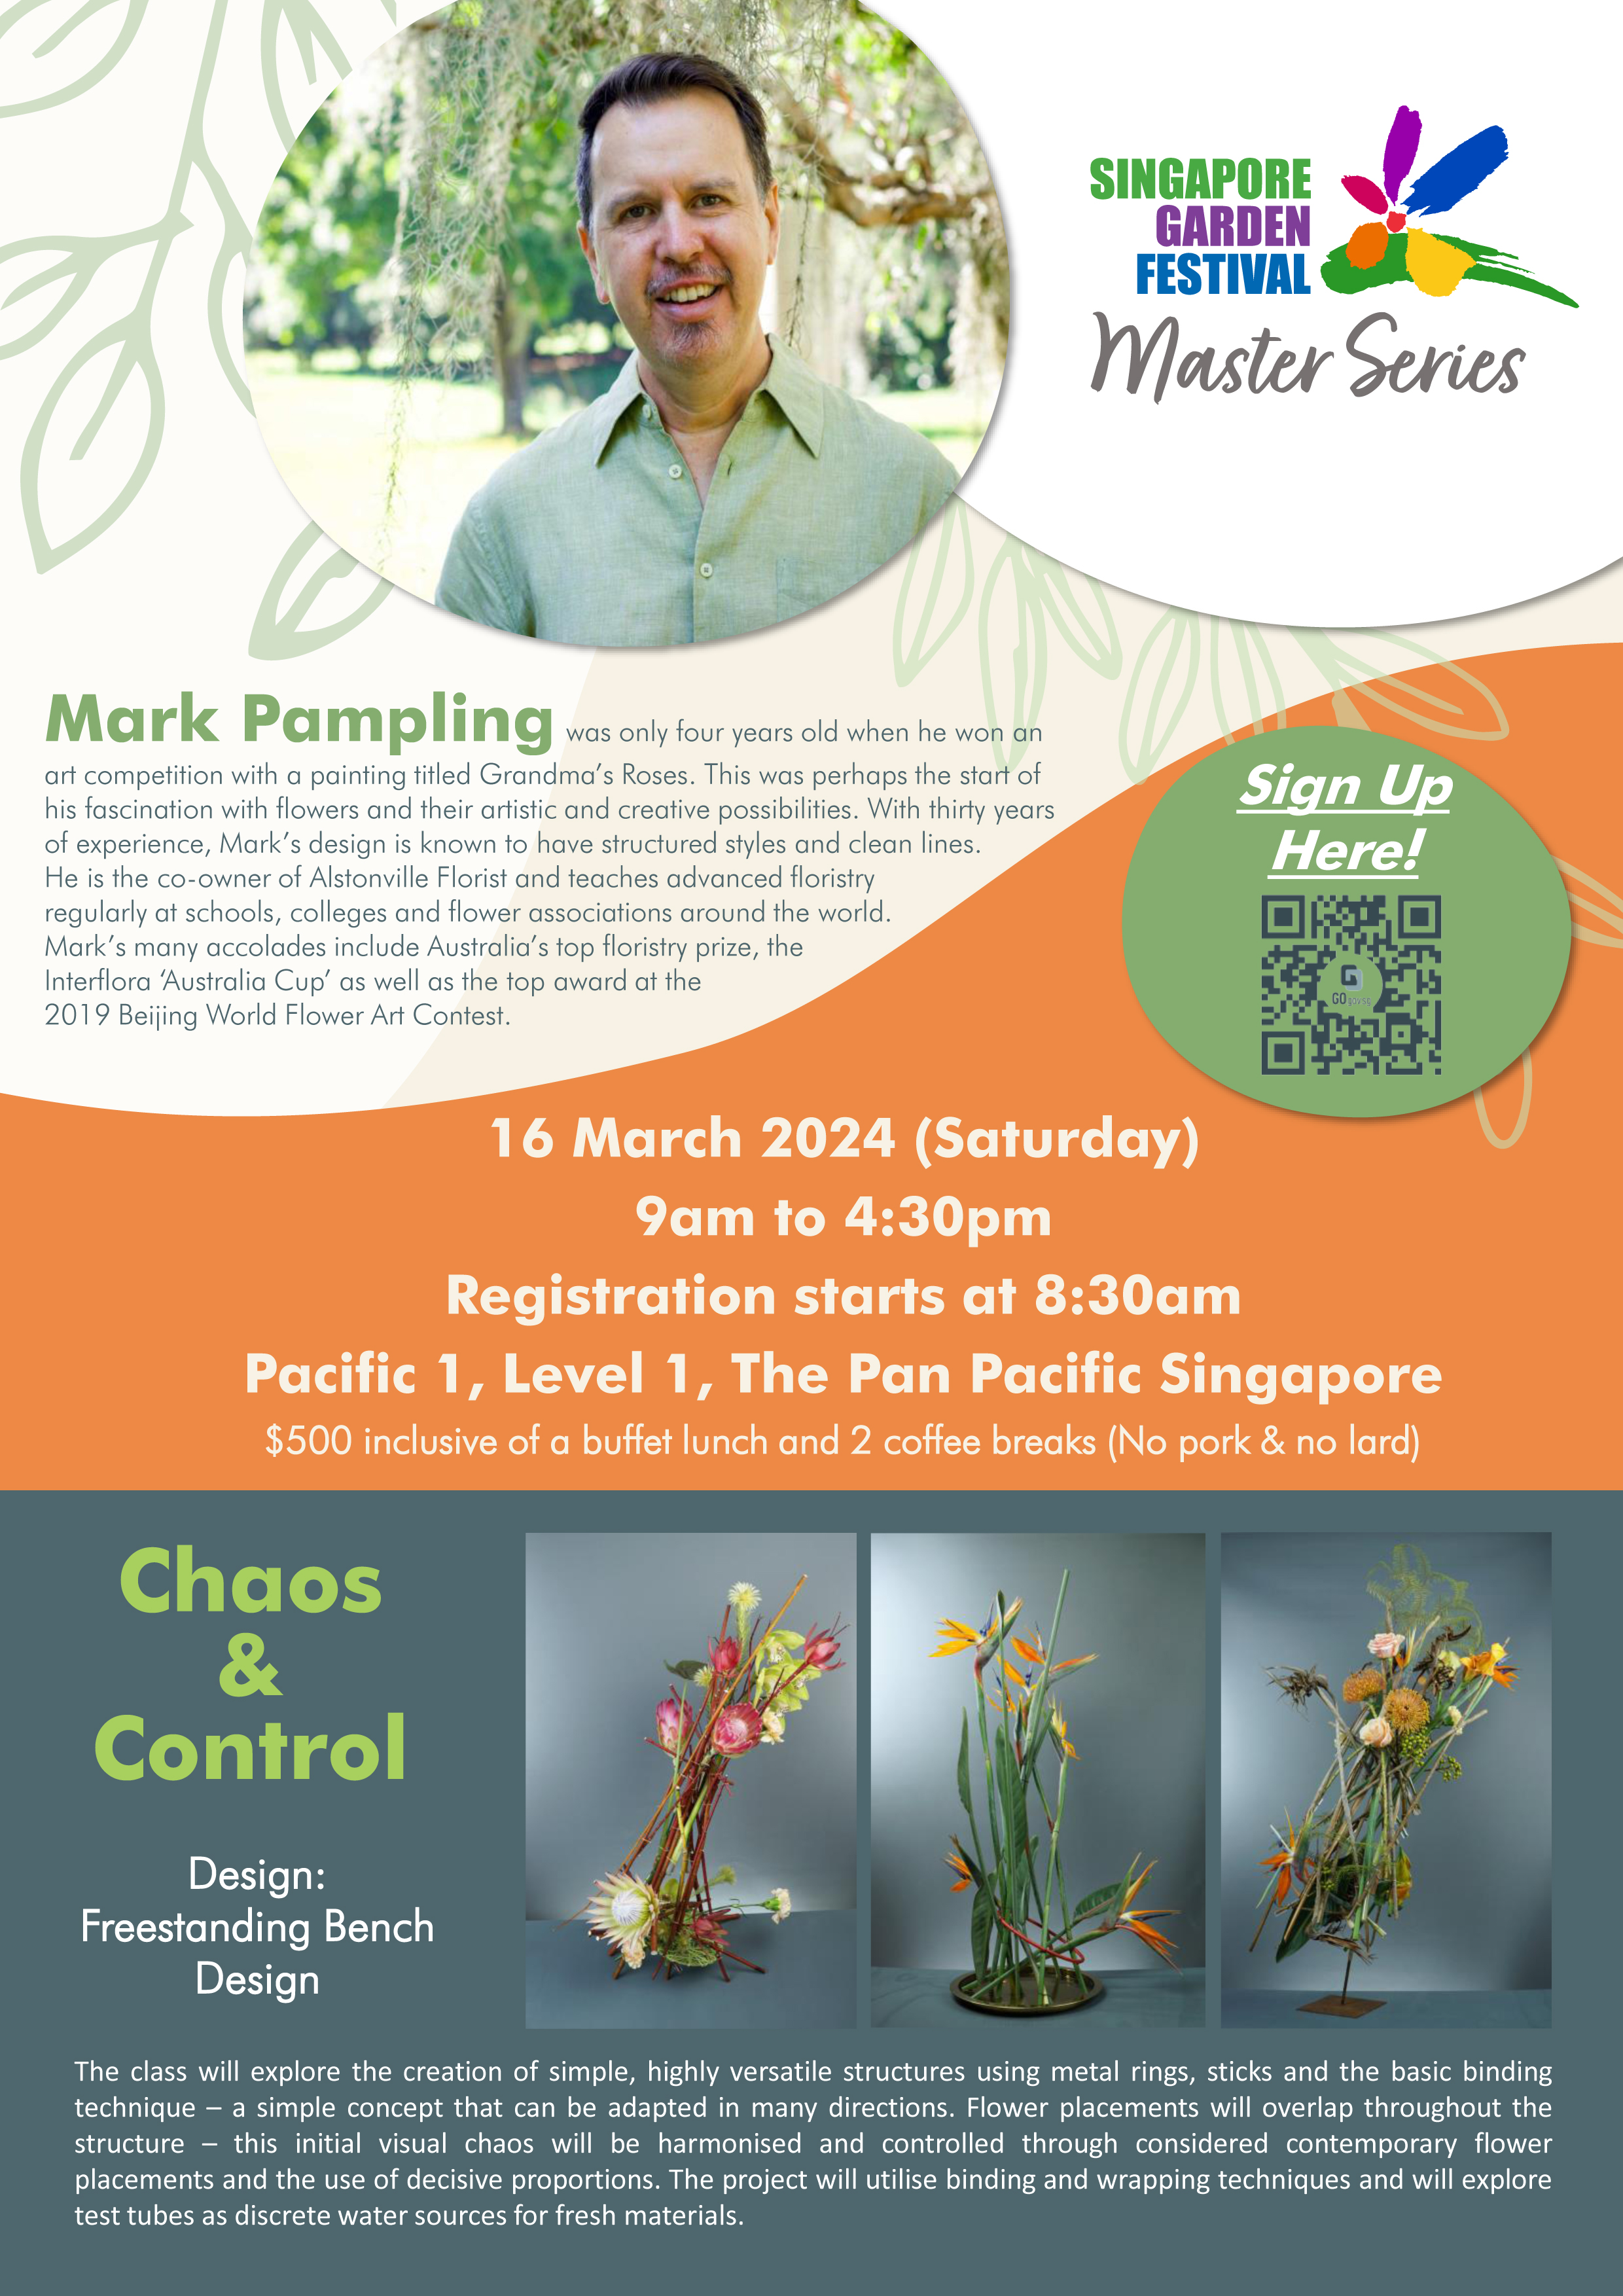 SINGAPORE
GARDEN
FESTIVAL
Master Series
Mark Pampling was only four years old when he won an
art competition with a painting titled Grandma's Roses. This was perhaps the start of
his fascination with flowers and their artistic and creative possibilities. With thirty years
of experience, Mark's design is known to have structured styles and clean lines.
He is the co-owner of Alstonville Florist and teaches advanced floristry
regularly at schools, colleges and flower associations around the world.
Mark's many accolades include Australia's top floristry prize, the
Interflora ‘Australia Cup’ as well as the top award at the
2019 Beijing World Flower Art Contest.
Sign Up
Here!
GO gov.sg
16 March 2024 (Saturday)
9am to 4:30pm
Registration starts at 8:30am
Pacific 1, Level 1, The Pan Pacific Singapore
$500 inclusive of a buffet lunch and 2 coffee breaks (No pork & no lard)
Chaos
&
Control
Design:
Freestanding Bench
Design
The class will explore the creation of simple, highly versatile structures using metal rings, sticks and the basic binding
technique – a simple concept that can be adapted in many directions. Flower placements will overlap throughout the
structure – this initial visual chaos will be harmonised and controlled through considered contemporary flower
placements and the use of decisive proportions. The project will utilise binding and wrapping techniques and will explore
test tubes as discrete water sources for fresh materials.